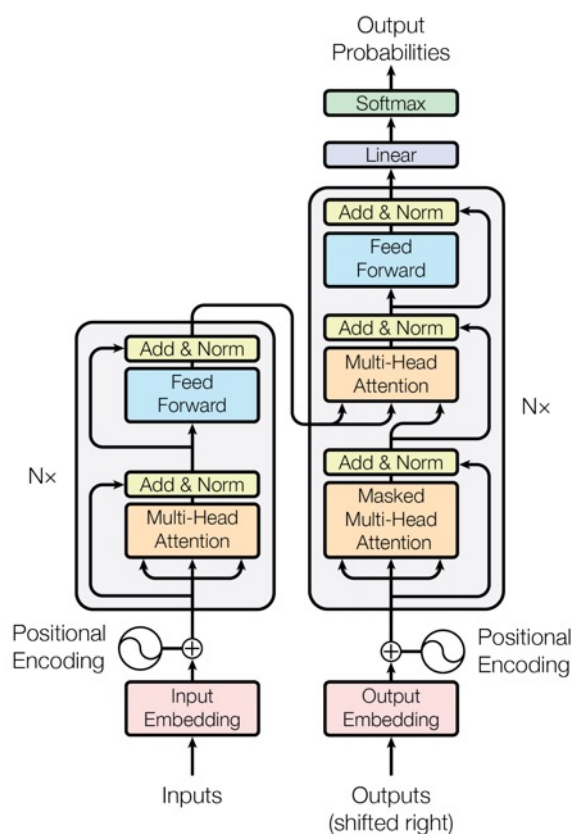 Output
Probabilities
Softmax
Linear
Add & Norm
Feed
Forward
Add & Norm
Multi-Head
Attention
Add & Norm
Masked
Multi-Head
Attention
Nx
Add & Norm
Feed
Forward
Add & Norm
Multi-Head
Attention
Nx
Positional
Encoding
Positional
Encoding
Input
Embedding
Output
Embedding
Inputs
Outputs
(shifted right)